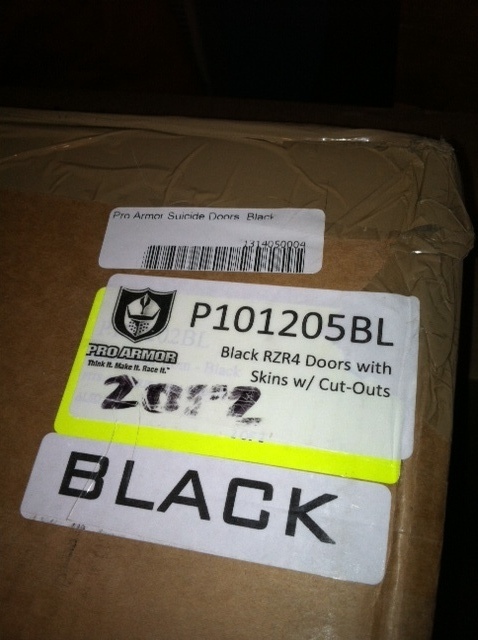 Pro Armor Suicide Doors, Black
1314050004
P101205BL
PRO ARMOR
Think It. Make It. Race It.™
Black RZR4 Doors with
Skins w/ Cut-Outs
2012
BLACK